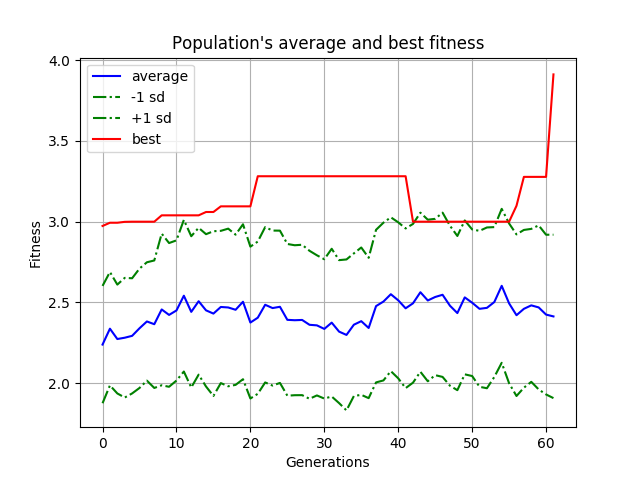 Population's average and best fitness
4.0
3.5
3.0
2.5
2.0
Fitness
average
-1 sd
+1 sd
best
0 10 20 30 40 50 60
Generations